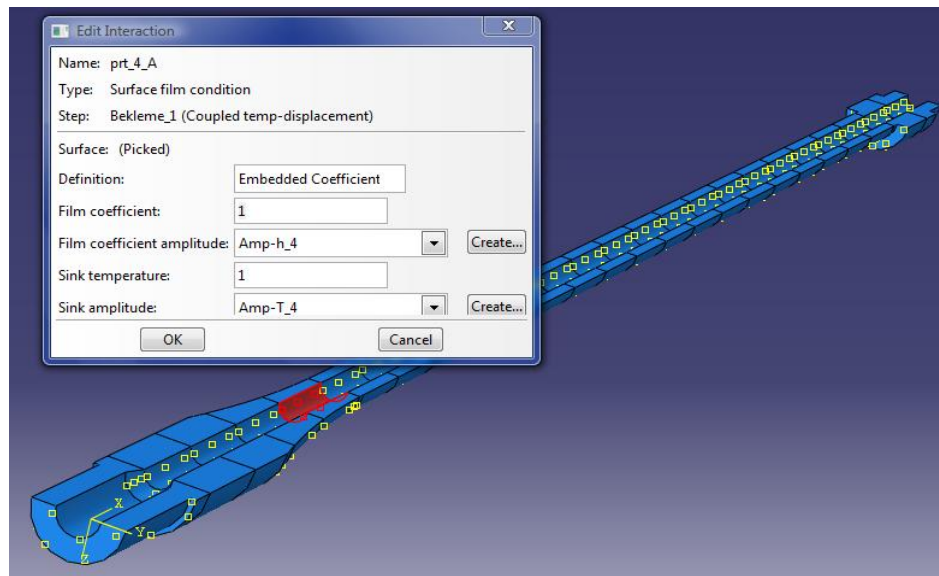 Edit Interaction
Name: prt_4_A
Type: Surface film condition
Step: Bekleme_1 (Coupled temp-displacement)
Surface: (Picked)
Definition: Embedded Coefficient
Film coefficient: 1
Film coefficient amplitude: Amp-h_4 Create...
Sink temperature: 1
Sink amplitude: Amp-T_4 Create...
OK Cancel
X
Y
Z